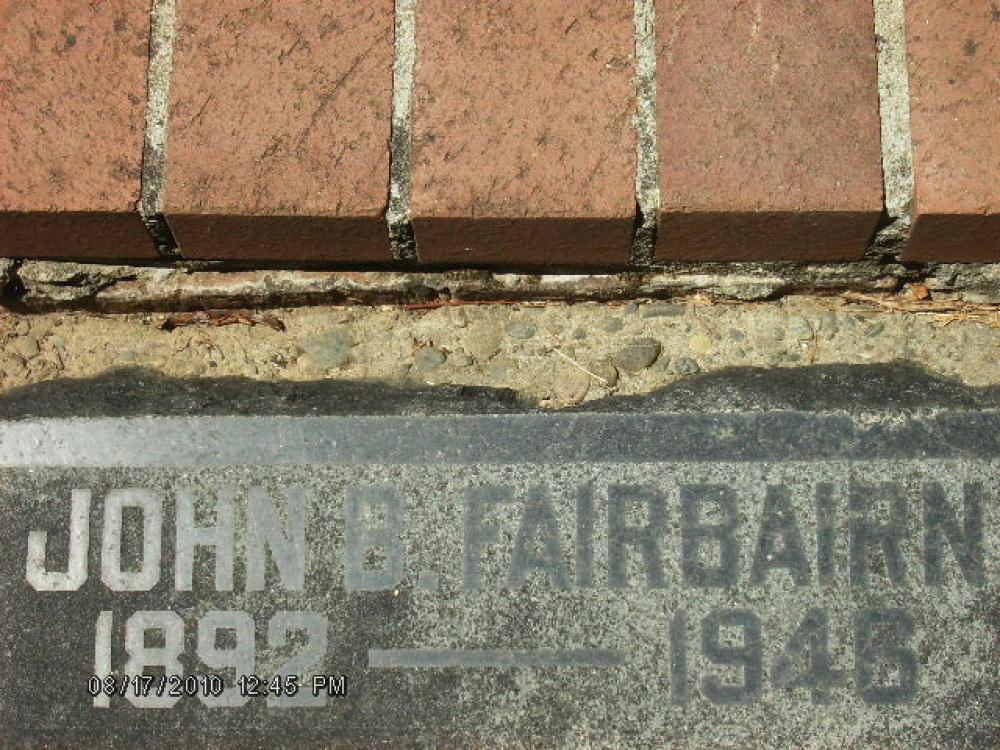 JOHN B. FAIRBAIRN
1892 — 1946
08/17/2010 12:45 PM